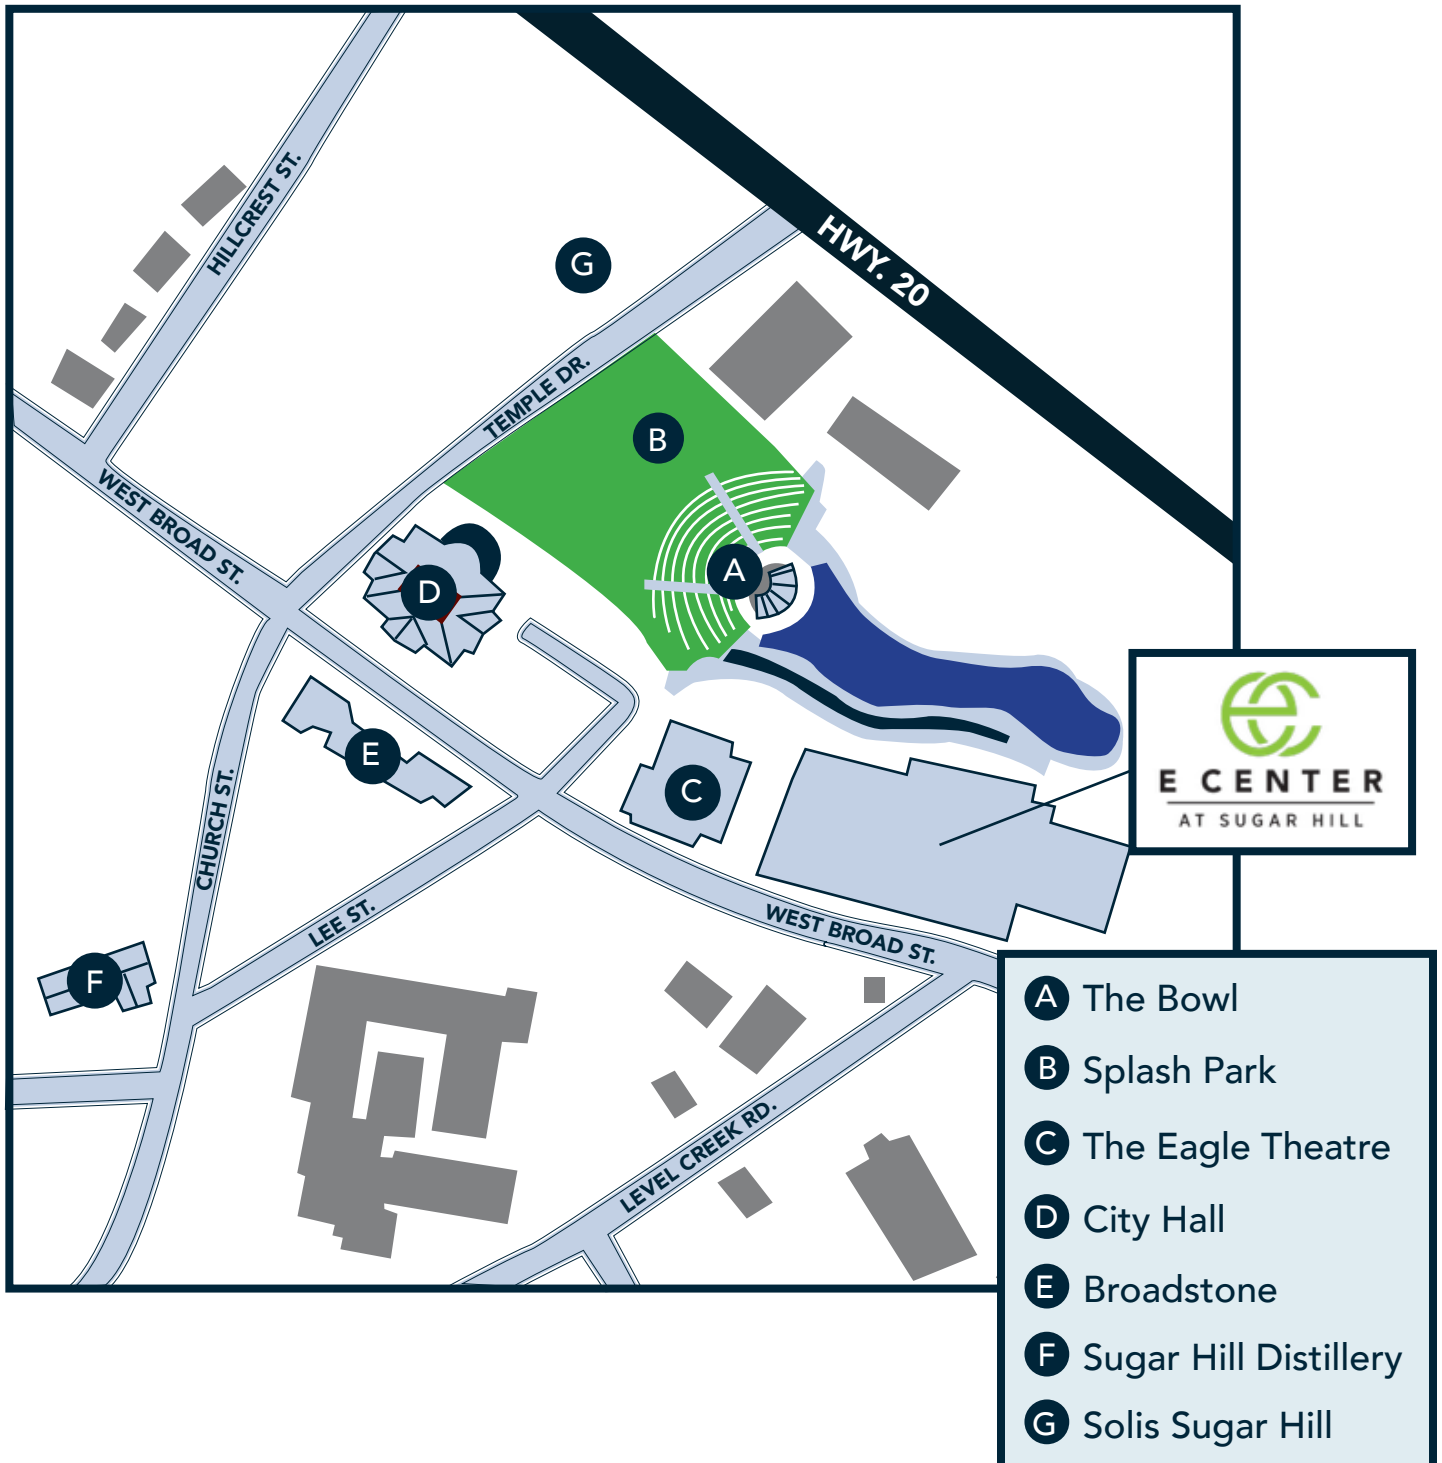 HILLCREST ST.
HWY. 20
G
TEMPLE DR.
B
WEST BROAD ST.
A
D
E
C
CHURCH ST.
E CENTER
AT SUGAR HILL
LEE ST.
WEST BROAD ST.
F
LEVEL CREEK RD.
A The Bowl
B Splash Park
C The Eagle Theatre
D City Hall
E Broadstone
F Sugar Hill Distillery
G Solis Sugar Hill